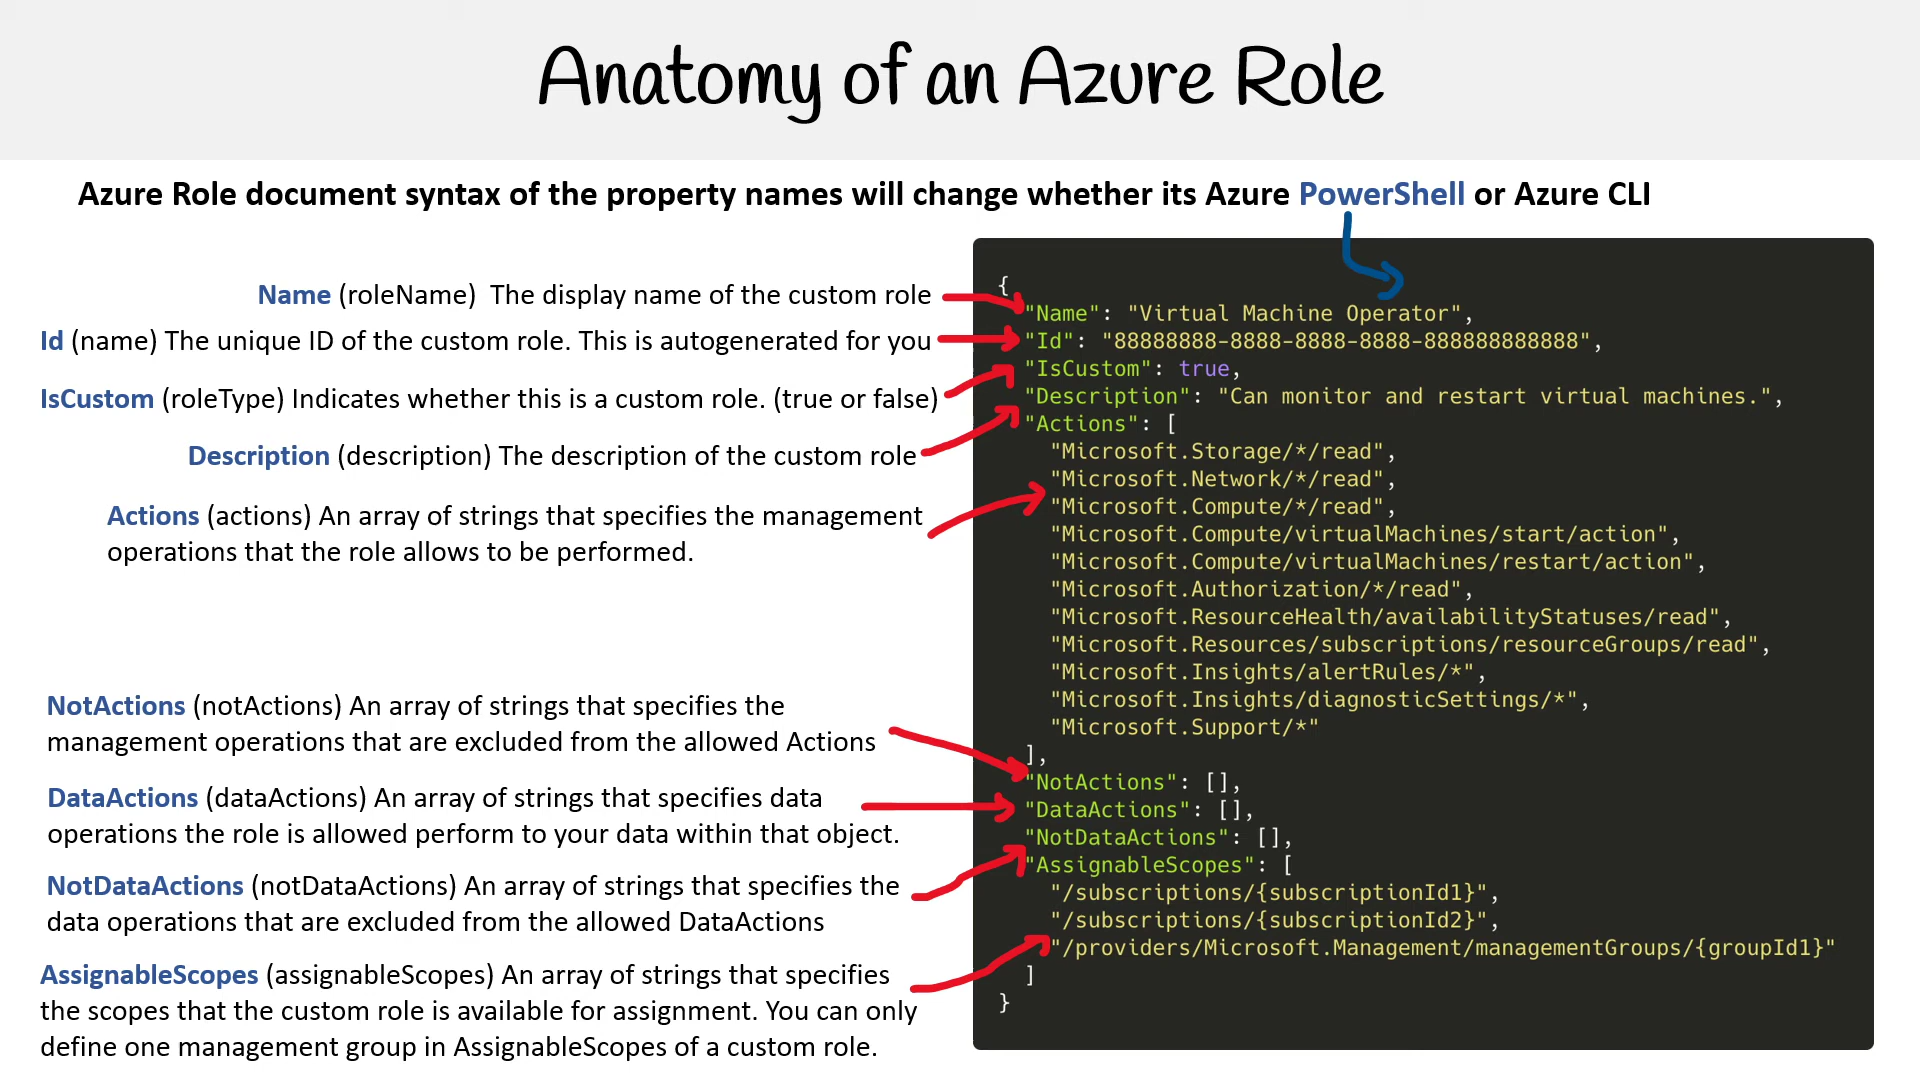 Anatomy of an Azure Role
Azure Role document syntax of the property names will change whether its Azure PowerShell or Azure CLI
Name (roleName)  The display name of the custom role
Id (name) The unique ID of the custom role. This is autogenerated for you
IsCustom (roleType) Indicates whether this is a custom role. (true or false)
Description (description) The description of the custom role
Actions (actions) An array of strings that specifies the management
operations that the role allows to be performed.
NotActions (notActions) An array of strings that specifies the
management operations that are excluded from the allowed Actions
DataActions (dataActions) An array of strings that specifies data
operations the role is allowed perform to your data within that object.
NotDataActions (notDataActions) An array of strings that specifies the
data operations that are excluded from the allowed DataActions
AssignableScopes (assignableScopes) An array of strings that specifies
the scopes that the custom role is available for assignment. You can only
define one management group in AssignableScopes of a custom role.
{
"Name": "Virtual Machine Operator",
"Id": "88888888-8888-8888-8888-888888888888",
"IsCustom": true,
"Description": "Can monitor and restart virtual machines.",
"Actions": [
"Microsoft.Storage/*/read",
"Microsoft.Network/*/read",
"Microsoft.Compute/*/read",
"Microsoft.Compute/virtualMachines/start/action",
"Microsoft.Compute/virtualMachines/restart/action",
"Microsoft.Authorization/*/read",
"Microsoft.ResourceHealth/availabilityStatuses/read",
"Microsoft.Resources/subscriptions/resourceGroups/read",
"Microsoft.Insights/alertRules/*",
"Microsoft.Insights/diagnosticSettings/*",
"Microsoft.Support/*"
],
"NotActions": [],
"DataActions": [],
"NotDataActions": [],
"AssignableScopes": [
"/subscriptions/{subscriptionId1}",
"/subscriptions/{subscriptionId2}",
"/providers/Microsoft.Management/managementGroups/{groupId1}"
]
}